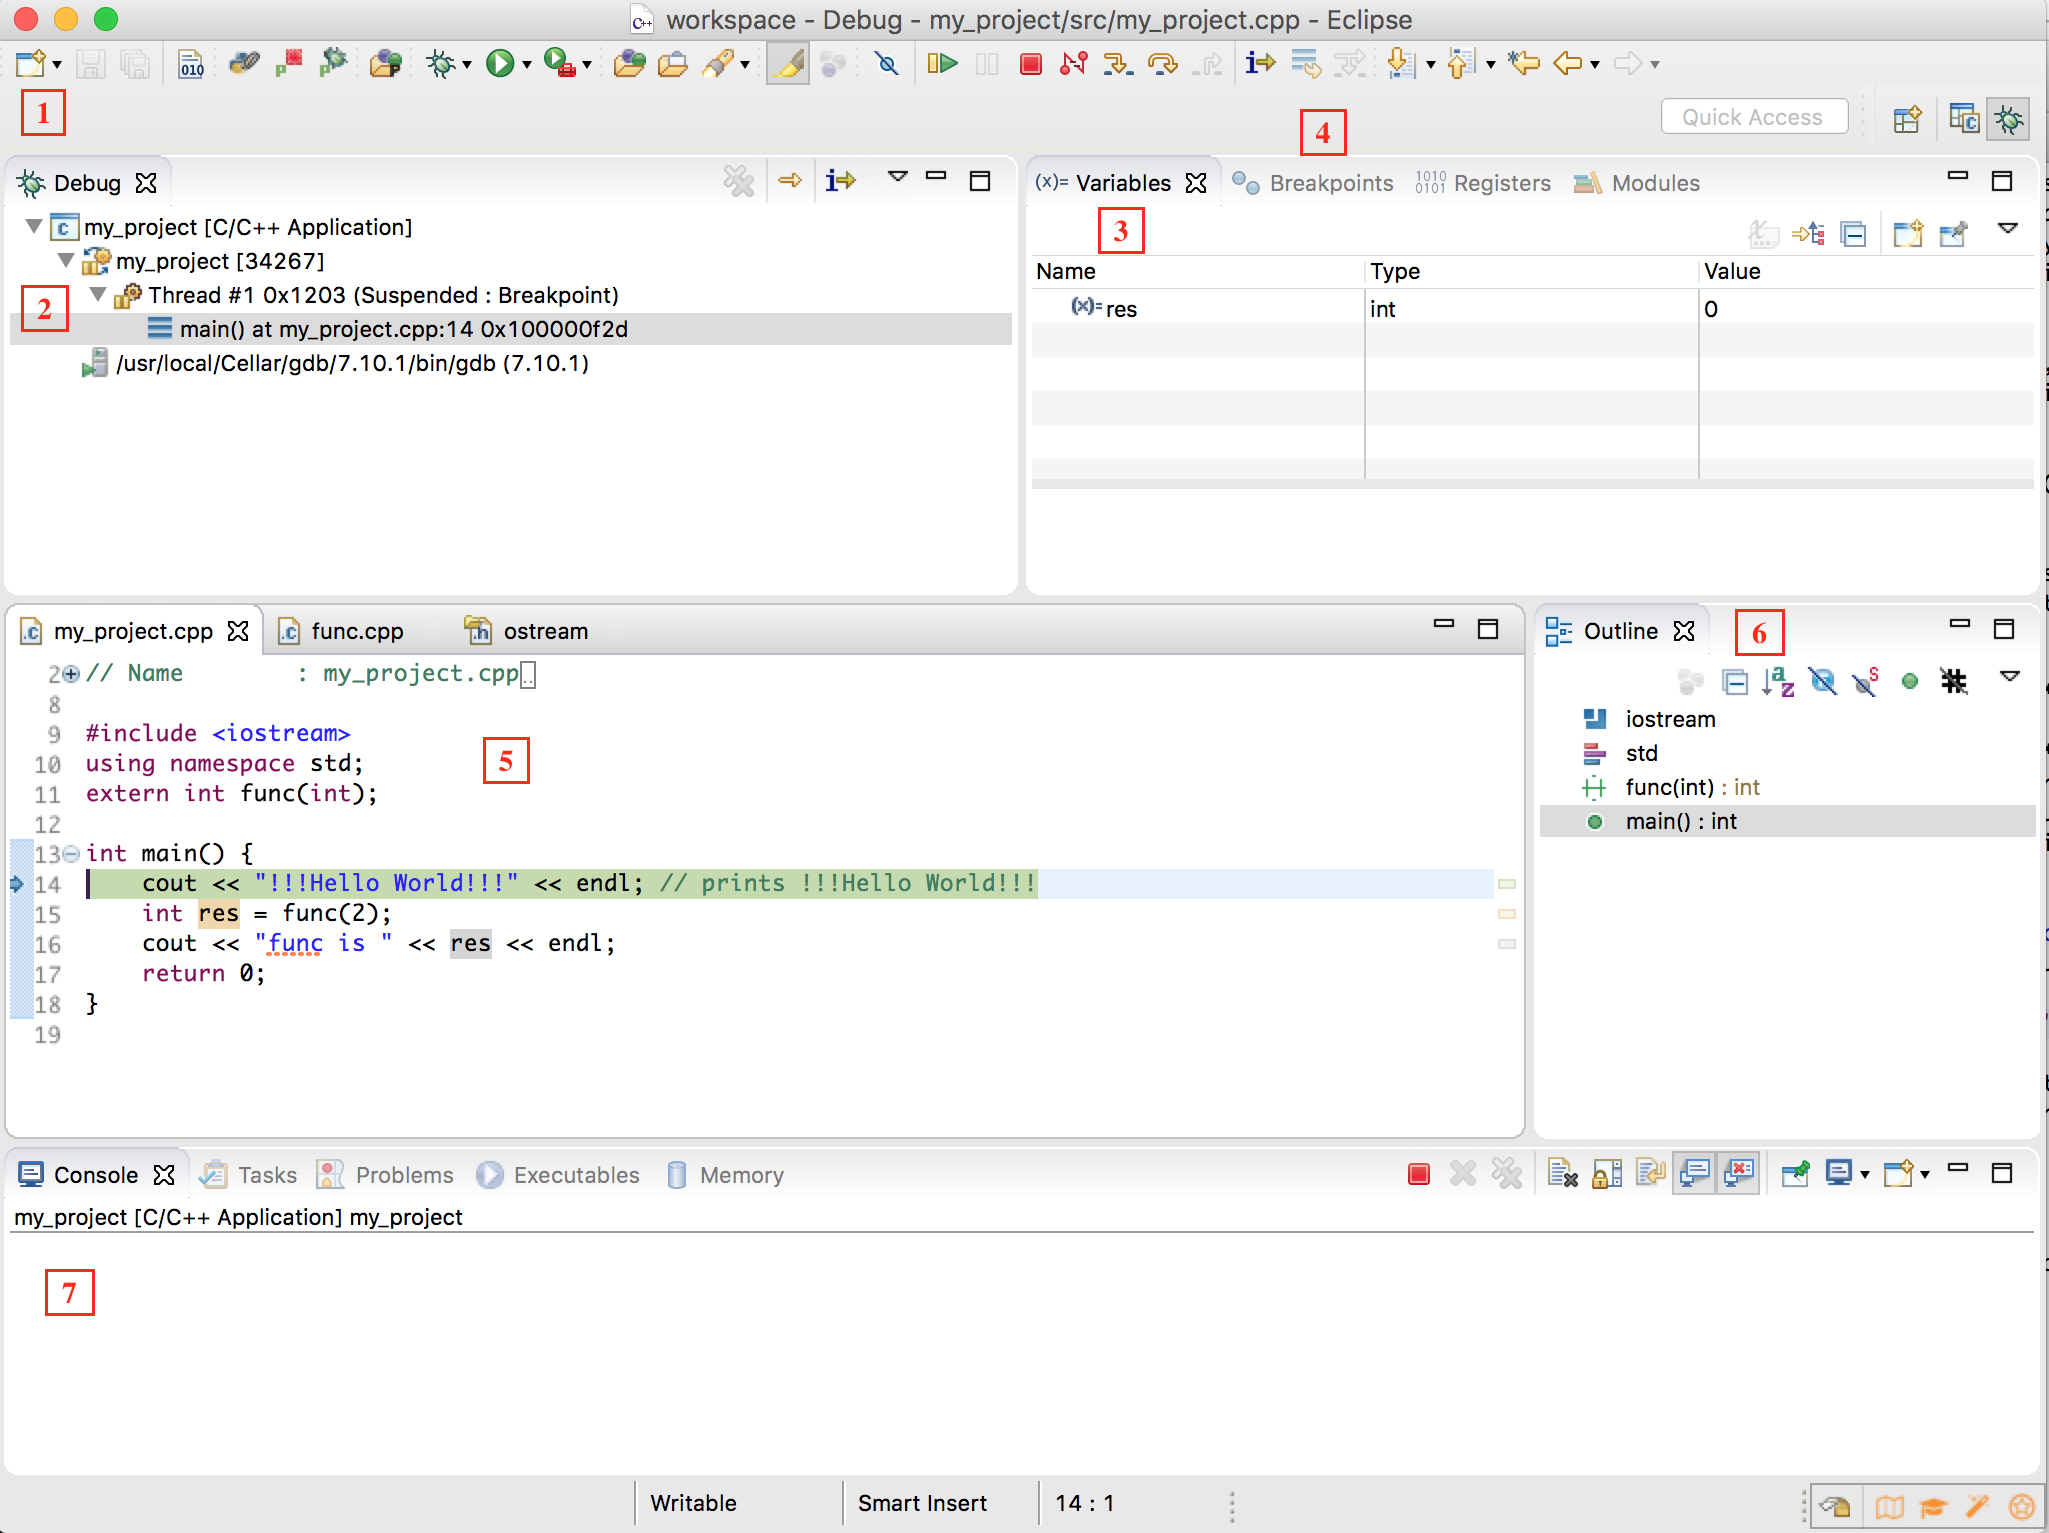 workspace - Debug - my_project/src/my_project.cpp - Eclipse
010
1
4
Quick Access
Debug
my_project [C/C++ Application]
my_project [34267]
2
Thread #1 0x1203 (Suspended : Breakpoint)
main() at my_project.cpp:14 0x100000f2d
/usr/local/Cellar/gdb/7.10.1/bin/gdb (7.10.1)
(x)= Variables Breakpoints 1010 0101 Registers Modules
3
Name Type Value
(x)= res int 0
my_project.cpp func.cpp ostream
2 // Name : my_project.cpp
8
9 #include <iostream>
10 using namespace std;
11 extern int func(int);
12
13 int main() {
14 cout << "!!!Hello World!!!" << endl; // prints !!!Hello World!!!
15 int res = func(2);
16 cout << "func is " << res << endl;
17 return 0;
18 }
19
5
Outline
6
iostream
std
func(int) : int
main() : int
Console Tasks Problems Executables Memory
my_project [C/C++ Application] my_project
7
Writable Smart Insert 14 : 1